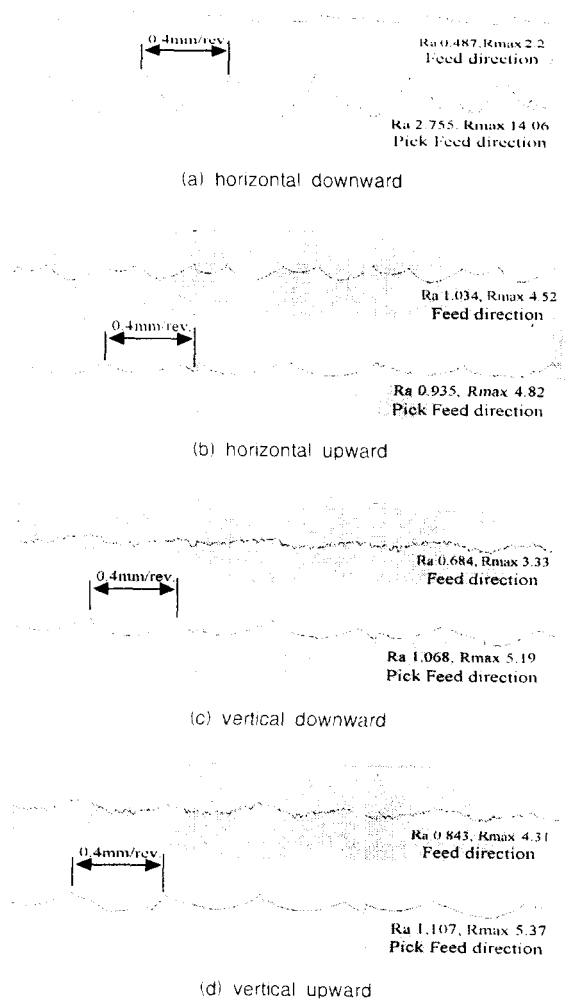 0.4mm/rev.
Ra 0.487, Rmax 2.2
Feed direction
Ra 2.755, Rmax 14.06
Pick Feed direction
(a) horizontal downward
Ra 1.034, Rmax 4.52
Feed direction
0.4mm/rev.
Ra 0.935, Rmax 4.82
Pick Feed direction
(b) horizontal upward
Ra 0.684, Rmax 3.33
Feed direction
0.4mm/rev.
Ra 1.068, Rmax 5.19
Pick Feed direction
(c) vertical downward
Ra 0.843, Rmax 4.31
Feed direction
0.4mm/rev.
Ra 1.107, Rmax 5.37
Pick Feed direction
(d) vertical upward